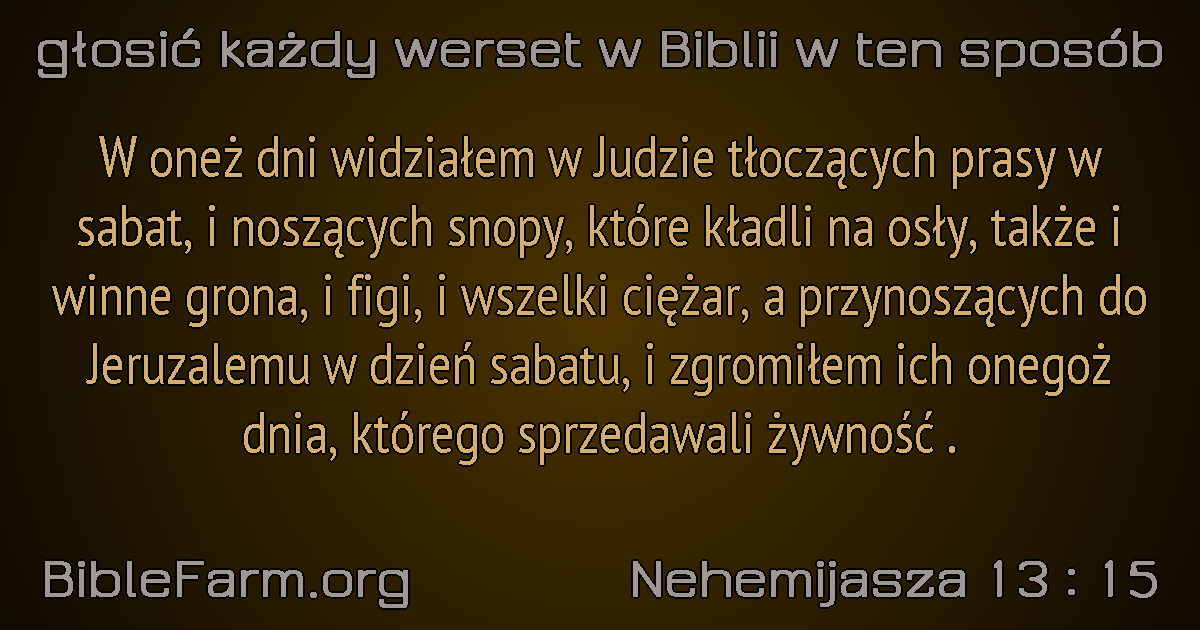 głosić każdy werset w Biblii w ten sposób
W oneż dni widziałem w Judzie tłoczących prasy w
sabat, i noszących snopy, które kładli na osły, także i
winne grona, i figi, i wszelki ciężar, a przynoszących do
Jeruzalemu w dzień sabatu, i zgromiłem ich onegoż
dnia, którego sprzedawali żywność .
BibleFarm.org
Nehemijasza 13 : 15